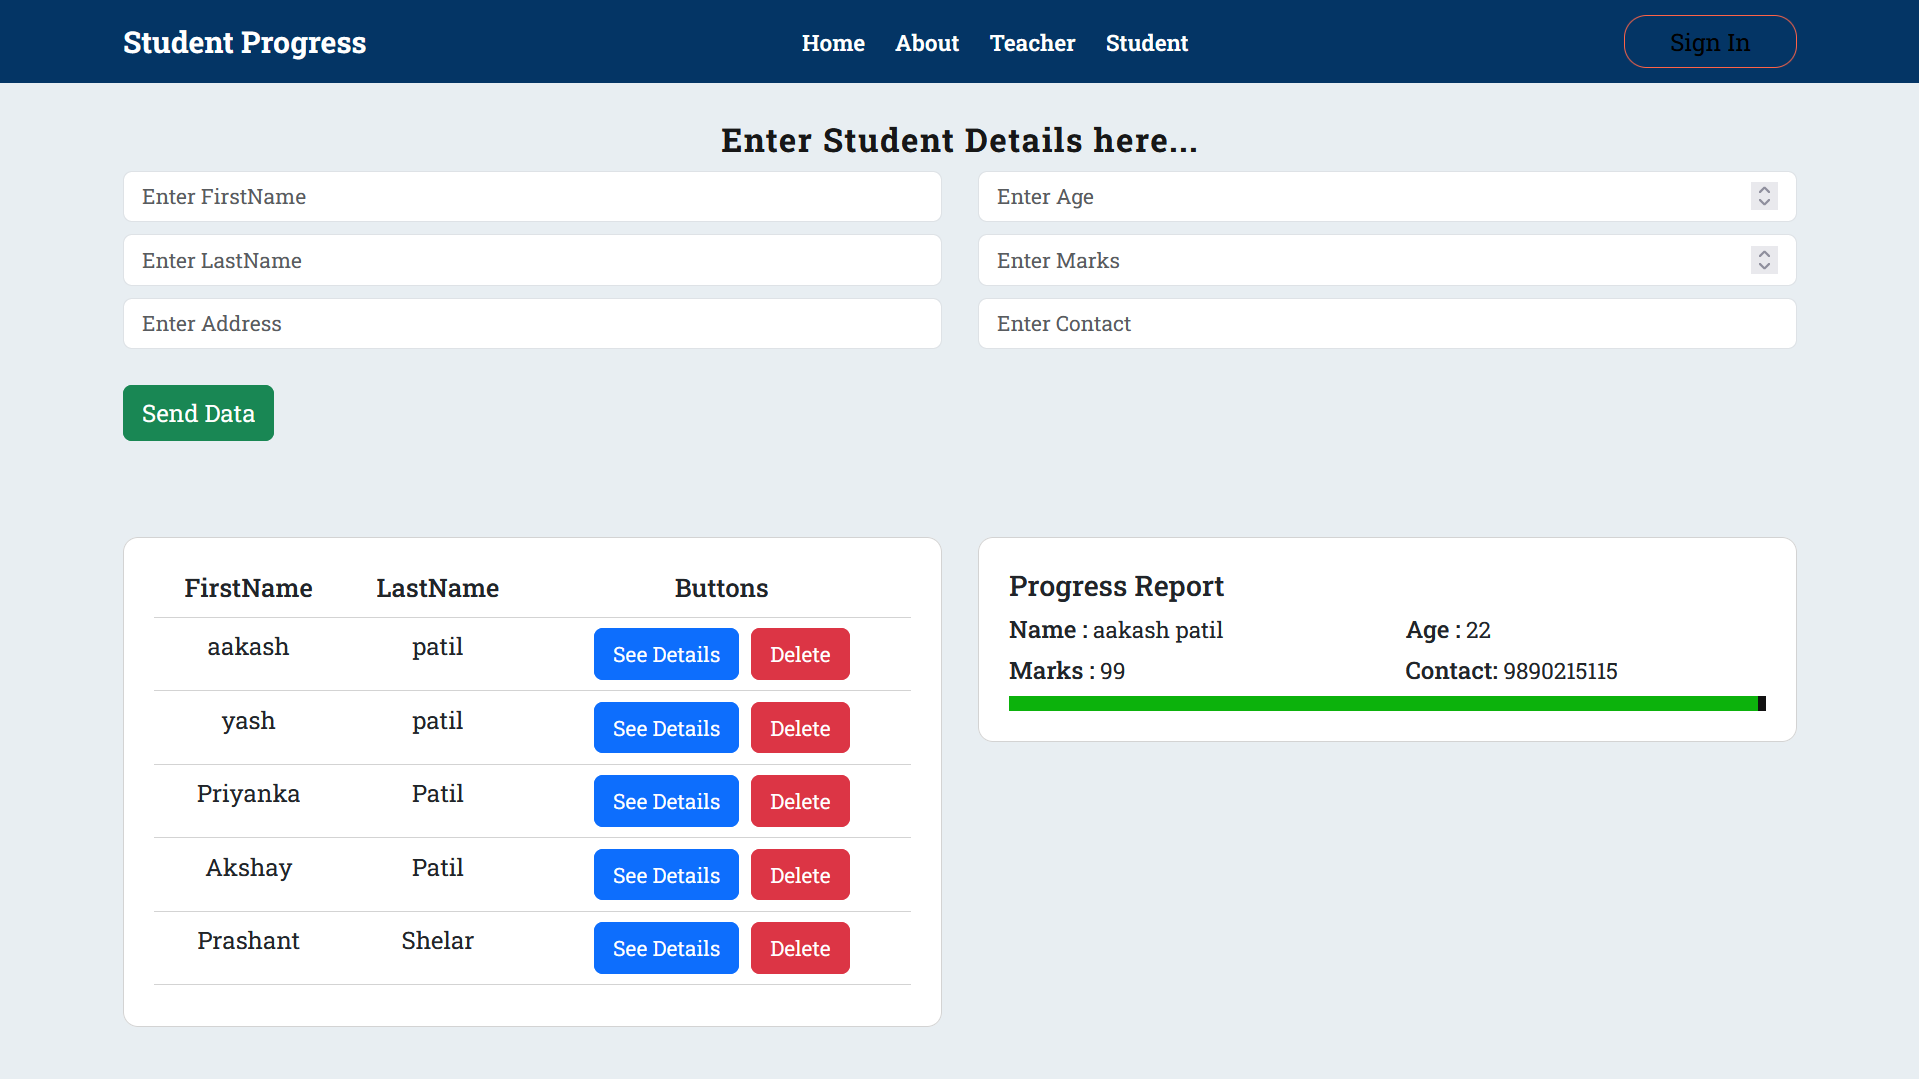 Student Progress
Home About Teacher Student
Sign In
Enter Student Details here...
Enter FirstName
Enter Age
Enter LastName
Enter Marks
Enter Address
Enter Contact
Send Data
FirstName LastName Buttons
aakash patil See Details Delete
yash patil See Details Delete
Priyanka Patil See Details Delete
Akshay Patil See Details Delete
Prashant Shelar See Details Delete
Progress Report
Name : aakash patil Age : 22
Marks : 99 Contact: 9890215115